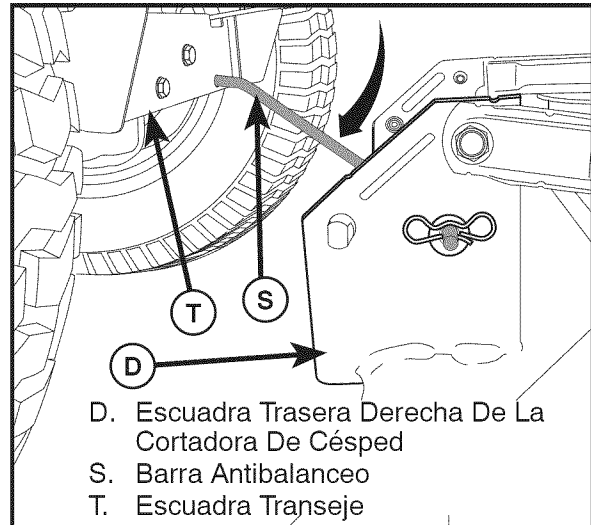 T
S
D
D. Escuadra Trasera Derecha De La
Cortadora De Césped
S. Barra Antibalanceo
T. Escuadra Transeje